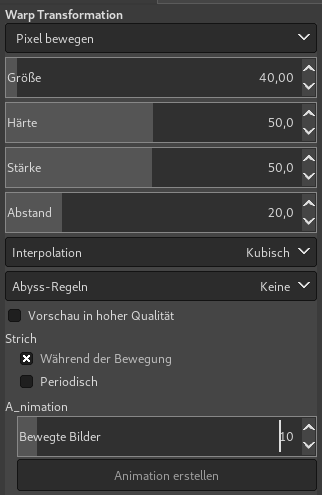 Warp Transformation
Pixel bewegen
Größe 40,00
Härte 50,0
Stärke 50,0
Abstand 20,0
Interpolation Kubisch
Abyss-Regeln Keine
Vorschau in hoher Qualität
Strich
Während der Bewegung
Periodisch
A_nimation
Bewegte Bilder 10
Animation erstellen